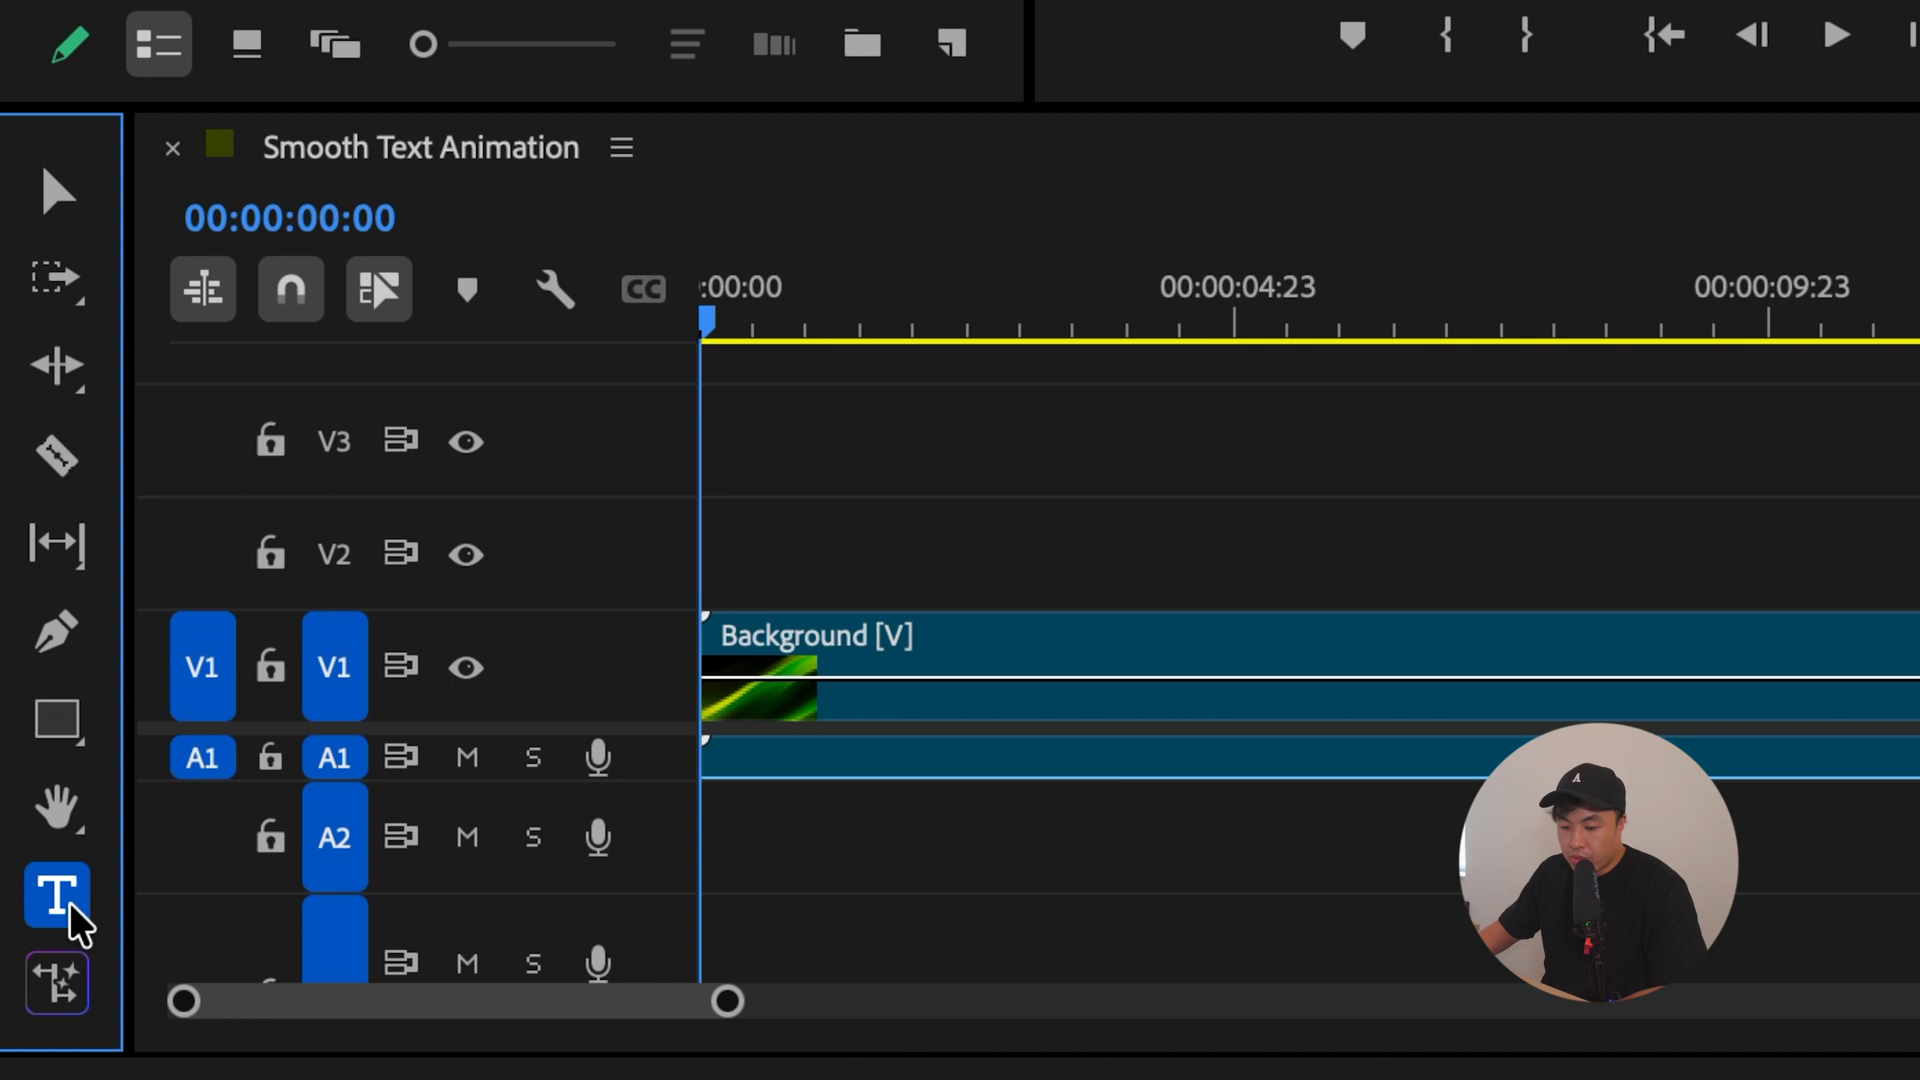 Smooth Text Animation
00:00:00:00
CC
:00:00
00:00:04:23
00:00:09:23
V3
V2
V1
V1
Background [V]
A1
A1
M
S
A2
M
S
M
S
T